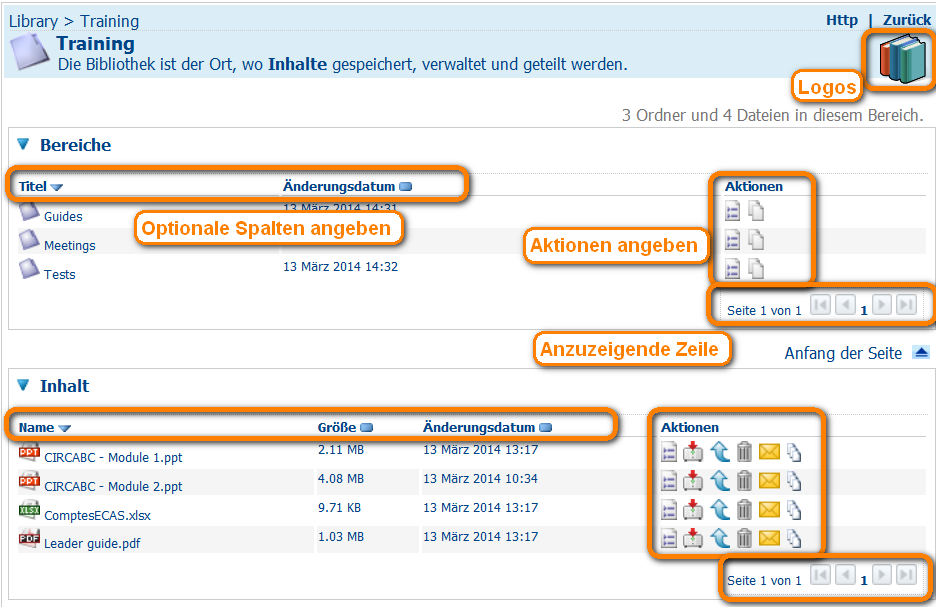 Library > Training
Http | Zurück
Training
Die Bibliothek ist der Ort, wo Inhalte gespeichert, verwaltet und geteilt werden.
Logos
3 Ordner und 4 Dateien in diesem Bereich.
Bereiche
Titel Änderungsdatum Aktionen
Guides 13 März 2014 14:31
Optionale Spalten angeben
Aktionen angeben
Meetings
Tests 13 März 2014 14:32
Seite 1 von 1 1
Anzuzeigende Zeile
Anfang der Seite
Inhalt
Name Größe Änderungsdatum Aktionen
PPT CIRCABC - Module 1.ppt 2.11 MB 13 März 2014 13:17
PPT CIRCABC - Module 2.ppt 4.08 MB 13 März 2014 10:34
XLSX ComptesECAS.xlsx 9.71 KB 13 März 2014 13:17
PDF Leader guide.pdf 1.03 MB 13 März 2014 13:17
Seite 1 von 1 1